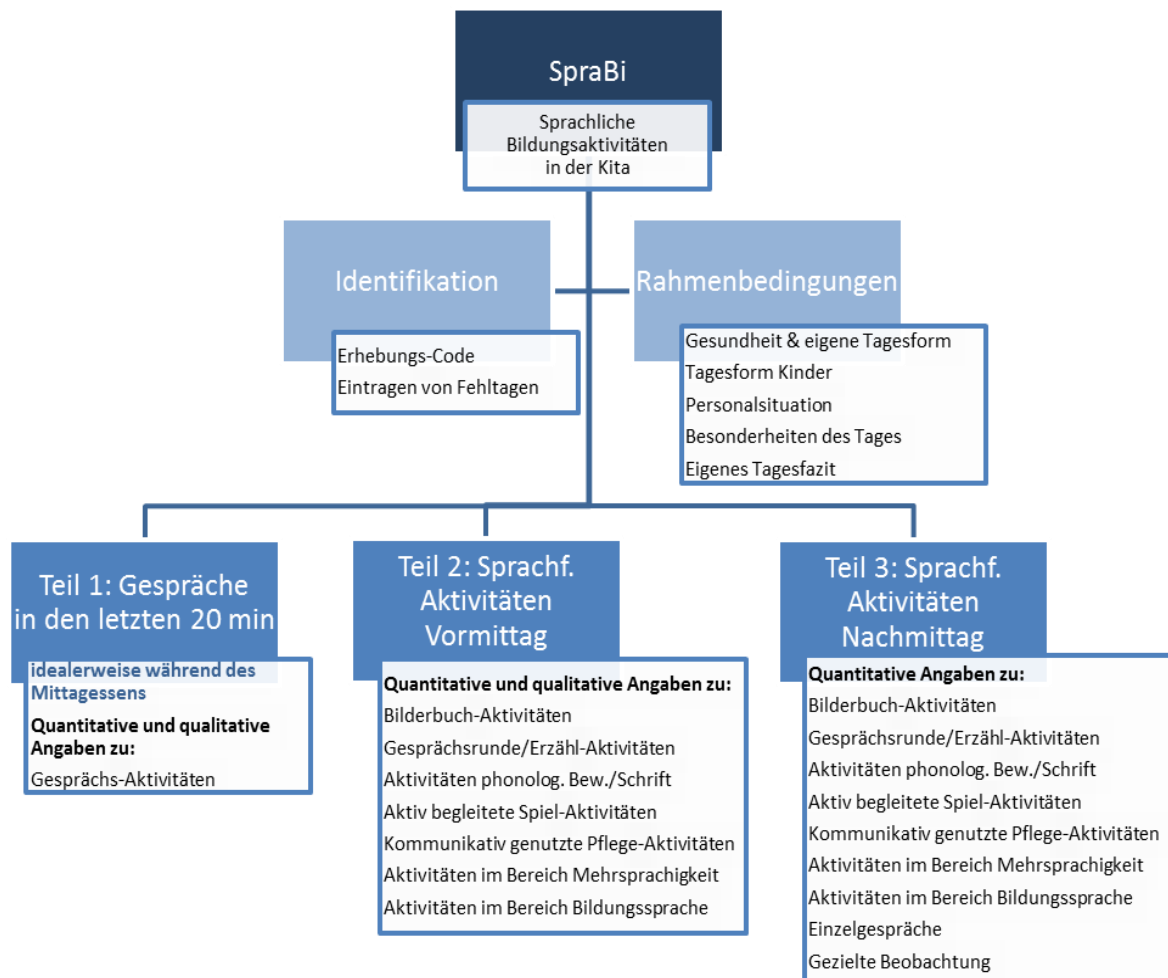 SpraBi
Sprachliche
Bildungsaktivitäten
in der Kita
Identifikation
Erhebungs-Code
Eintragen von Fehltagen
Rahmenbedingungen
Gesundheit & eigene Tagesform
Tagesform Kinder
Personalsituation
Besonderheiten des Tages
Eigenes Tagesfazit
Teil 1: Gespräche
in den letzten 20 min
idealerweise während des
Mittagessens
Quantitative und qualitative
Angaben zu:
Gesprächs-Aktivitäten
Teil 2: Sprachf.
Aktivitäten
Vormittag
Quantitative und qualitative Angaben zu:
Bilderbuch-Aktivitäten
Gesprächsrunde/Erzähl-Aktivitäten
Aktivitäten phonolog. Bew./Schrift
Aktiv begleitete Spiel-Aktivitäten
Kommunikativ genutzte Pflege-Aktivitäten
Aktivitäten im Bereich Mehrsprachigkeit
Aktivitäten im Bereich Bildungssprache
Teil 3: Sprachf.
Aktivitäten
Nachmittag
Quantitative Angaben zu:
Bilderbuch-Aktivitäten
Gesprächsrunde/Erzähl-Aktivitäten
Aktivitäten phonolog. Bew./Schrift
Aktiv begleitete Spiel-Aktivitäten
Kommunikativ genutzte Pflege-Aktivitäten
Aktivitäten im Bereich Mehrsprachigkeit
Aktivitäten im Bereich Bildungssprache
Einzelgespräche
Gezielte Beobachtung